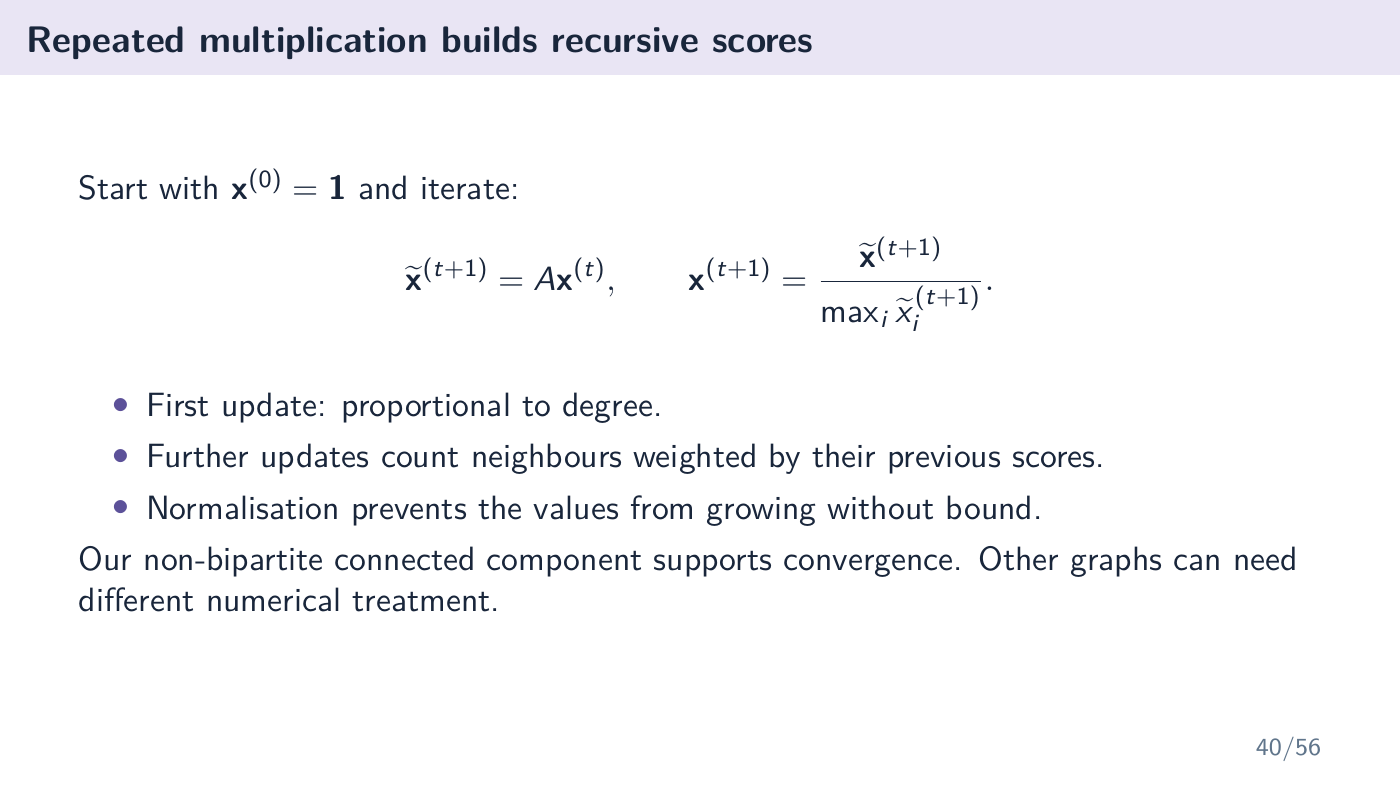 Repeated multiplication builds recursive scores
Start with x^(0) = 1 and iterate:
x̃^(t+1) = Ax^(t),    x^(t+1) = x̃^(t+1) / max_i x̃_i^(t+1).
• First update: proportional to degree.
• Further updates count neighbours weighted by their previous scores.
• Normalisation prevents the values from growing without bound.
Our non-bipartite connected component supports convergence. Other graphs can need
different numerical treatment.
40/56